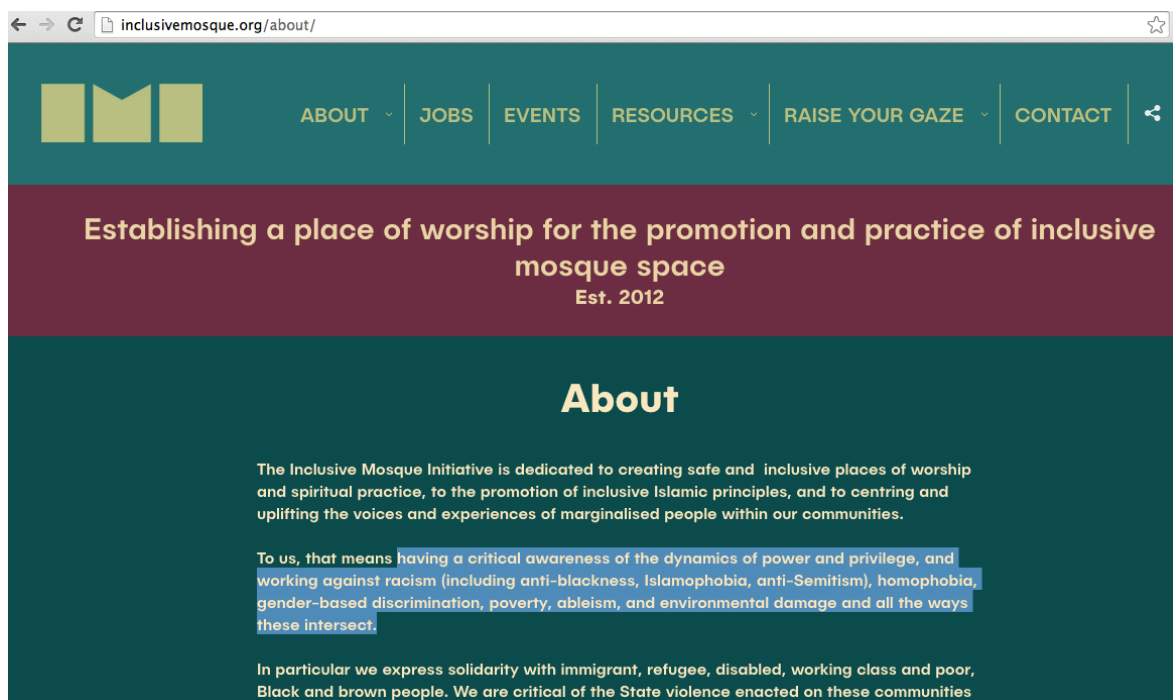 inclusivemosque.org/about/
ABOUT JOBS EVENTS RESOURCES RAISE YOUR GAZE CONTACT
Establishing a place of worship for the promotion and practice of inclusive
mosque space
Est. 2012
About
The Inclusive Mosque Initiative is dedicated to creating safe and inclusive places of worship
and spiritual practice, to the promotion of inclusive Islamic principles, and to centring and
uplifting the voices and experiences of marginalised people within our communities.
To us, that means having a critical awareness of the dynamics of power and privilege, and
working against racism (including anti-blackness, Islamophobia, anti-Semitism), homophobia,
gender-based discrimination, poverty, ableism, and environmental damage and all the ways
these intersect.
In particular we express solidarity with immigrant, refugee, disabled, working class and poor,
Black and brown people. We are critical of the State violence enacted on these communities